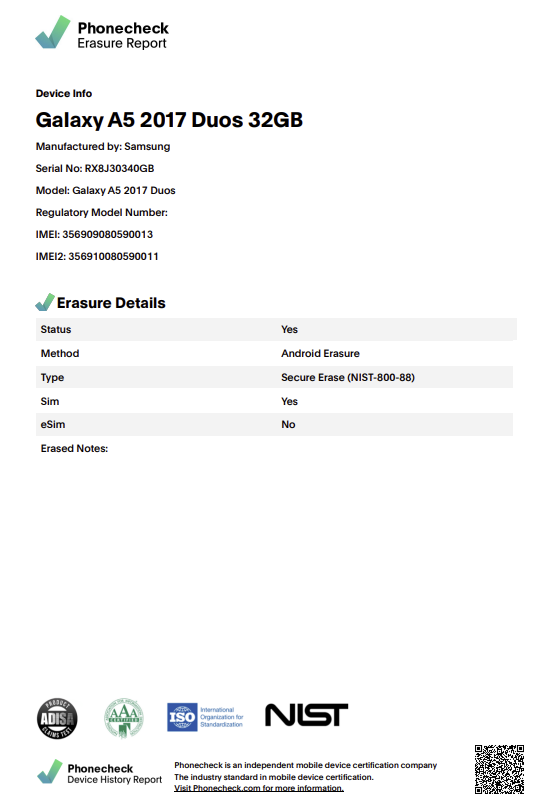 Phonecheck
Erasure Report
Device Info
Galaxy A5 2017 Duos 32GB
Manufactured by: Samsung
Serial No: RX8J30340GB
Model: Galaxy A5 2017 Duos
Regulatory Model Number:
IMEI: 356909080590013
IMEI2: 356910080590011
Erasure Details
Status Yes
Method Android Erasure
Type Secure Erase (NIST-800-88)
Sim Yes
eSim No
Erased Notes:
PRODUCT
ADISA
CLAIMS TEST
AAA
CERTIFIED
ISO
International
Organization for
Standardization
NIST
Phonecheck
Device History Report
Phonecheck is an independent mobile device certification company
The industry standard in mobile device certification.
Visit Phonecheck.com for more information.